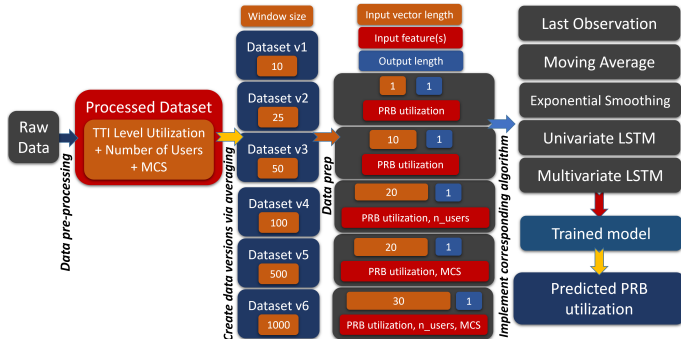 Raw
Data
Data pre-processing
Processed Dataset
TTI Level Utilization
+ Number of Users
+ MCS
Create data versions via averaging
Window size
Dataset v1
10
Dataset v2
25
Dataset v3
50
Dataset v4
100
Dataset v5
500
Dataset v6
1000
Data prep
Input vector length
Input feature(s)
Output length
1 1
PRB utilization
10 1
PRB utilization
20 1
PRB utilization, n_users
20 1
PRB utilization, MCS
30 1
PRB utilization, n_users, MCS
Implement corresponding algorithm
Last Observation
Moving Average
Exponential Smoothing
Univariate LSTM
Multivariate LSTM
Trained model
Predicted PRB
utilization